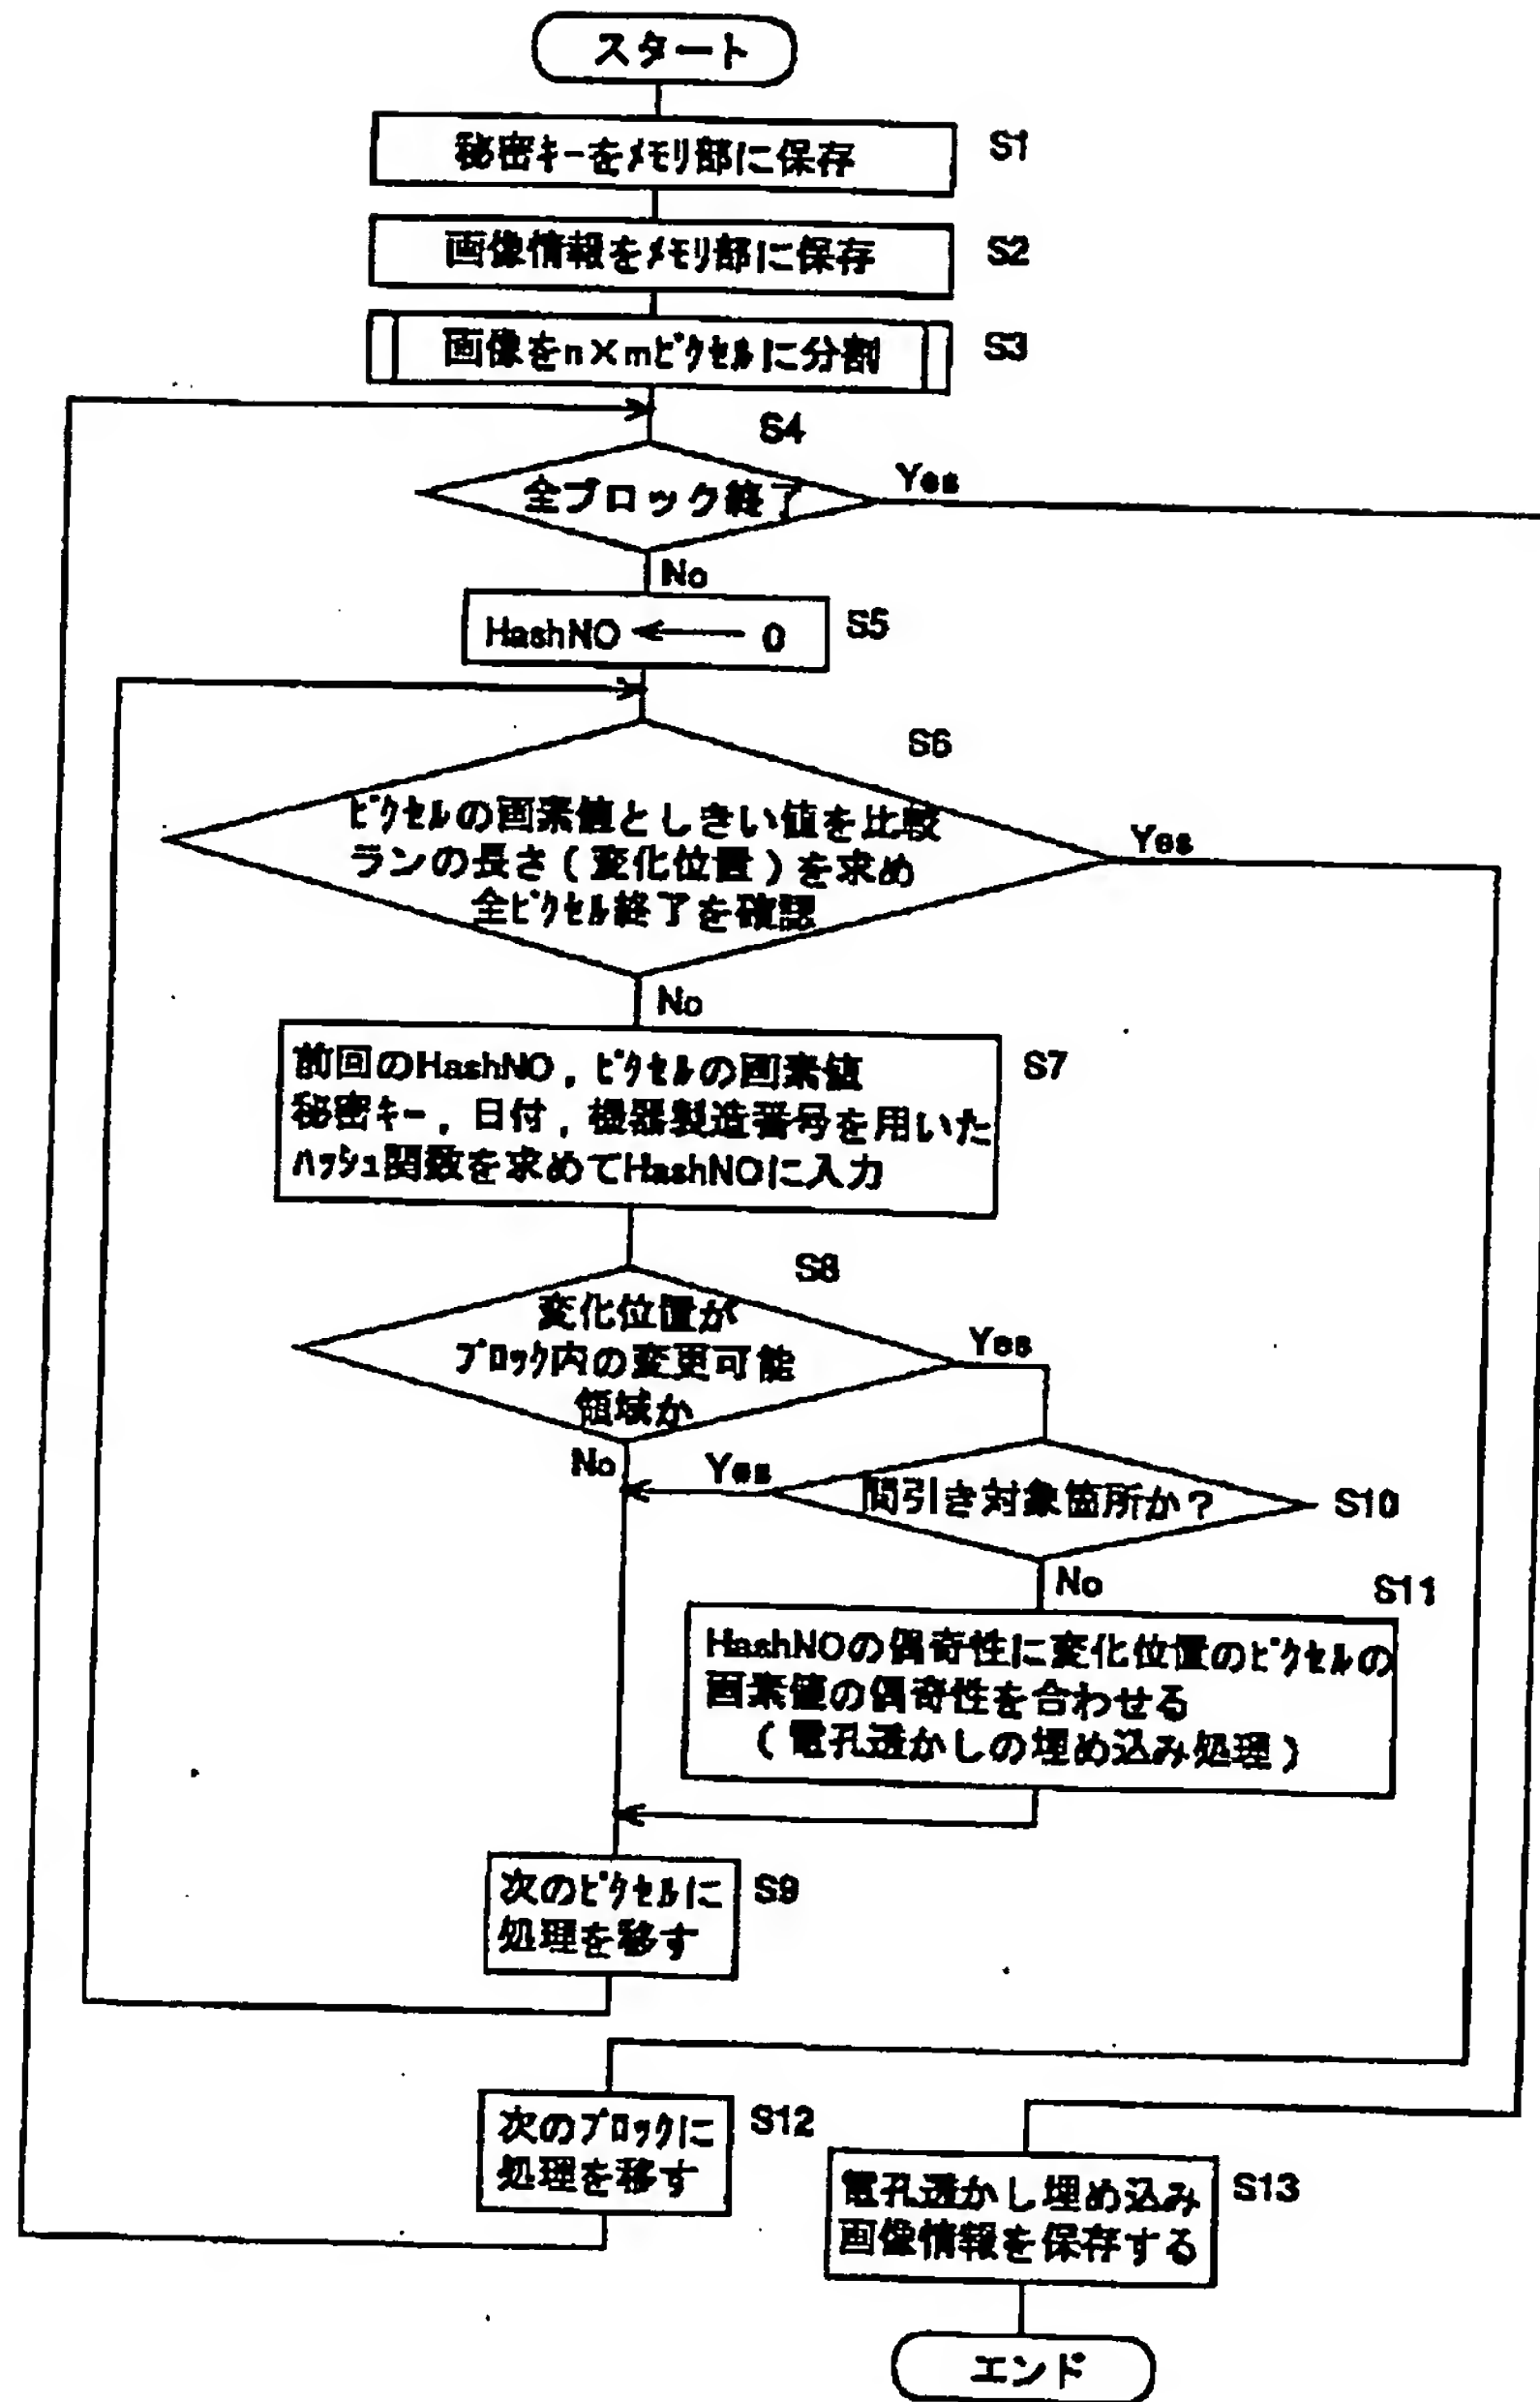 スタート
秘密キーをメモリ部に保存
S1
画像情報をメモリ部に保存
S2
画像をn×mピクセルに分割
S3
S4
全ブロック終了
Yes
No
HashNO ← 0
S5
S6
ピクセルの画素値としきい値を比較
ランの長さ(変化位置)を求め
全ピクセル終了を確認
Yes
No
前回のHashNO, ピクセルの画素値
秘密キー, 日付, 機器製造番号を用いた
ハッシュ関数を求めてHashNOに入力
S7
S8
変化位置が
ブロック内の変更可能
領域か
Yes
No
Yes
間引き対象箇所か?
S10
No
S11
HashNOの偶奇性に変化位置のピクセルの
画素値の偶奇性を合わせる
(電孔透かしの埋め込み処理)
次のピクセルに
処理を移す
S9
次のブロックに
処理を移す
S12
電孔透かし埋め込み
画像情報を保存する
S13
エンド